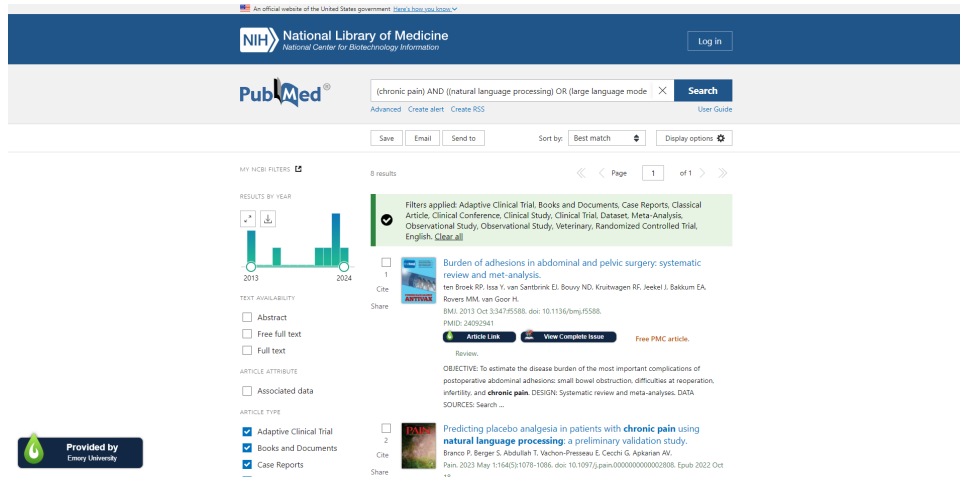 An official website of the United States government Here's how you know
NIH National Library of Medicine
National Center for Biotechnology Information
Log in
PubMed®
(chronic pain) AND ((natural language processing) OR (large language mode
Search
Advanced Create alert Create RSS
User Guide
Save Email Send to
Sort by: Best match
Display options
MY NCBI FILTERS
8 results
Page 1 of 1
RESULTS BY YEAR
2013 2024
Filters applied: Adaptive Clinical Trial, Books and Documents, Case Reports, Classical
Article, Clinical Conference, Clinical Study, Clinical Trial, Dataset, Meta-Analysis,
Observational Study, Observational Study, Veterinary, Randomized Controlled Trial,
English. Clear all
TEXT AVAILABILITY
Abstract
Free full text
Full text
ARTICLE ATTRIBUTE
Associated data
ARTICLE TYPE
Adaptive Clinical Trial
Books and Documents
Case Reports
1
Cite
Share
ANTIVAX
Burden of adhesions in abdominal and pelvic surgery: systematic
review and met-analysis.
ten Broek RP, Issa Y, van Santbrink EJ, Bouvy ND, Kruitwagen RF, Jeekel J, Bakkum EA,
Rovers MM, van Goor H.
BMJ. 2013 Oct 3;347:f5588. doi: 10.1136/bmj.f5588.
PMID: 24092941
Article Link View Complete Issue Free PMC article.
Review.
OBJECTIVE: To estimate the disease burden of the most important complications of
postoperative abdominal adhesions: small bowel obstruction, difficulties at reoperation,
infertility, and chronic pain. DESIGN: Systematic review and meta-analyses. DATA
SOURCES: Search ...
2
Cite
Share
PAIN
Predicting placebo analgesia in patients with chronic pain using
natural language processing: a preliminary validation study.
Branco P, Berger S, Abdullah T, Vachon-Presseau E, Cecchi G, Apkarian AV.
Pain. 2023 May 1;164(5):1078-1086. doi: 10.1097/j.pain.0000000000002808. Epub 2022 Oct
18.
Provided by
Emory University